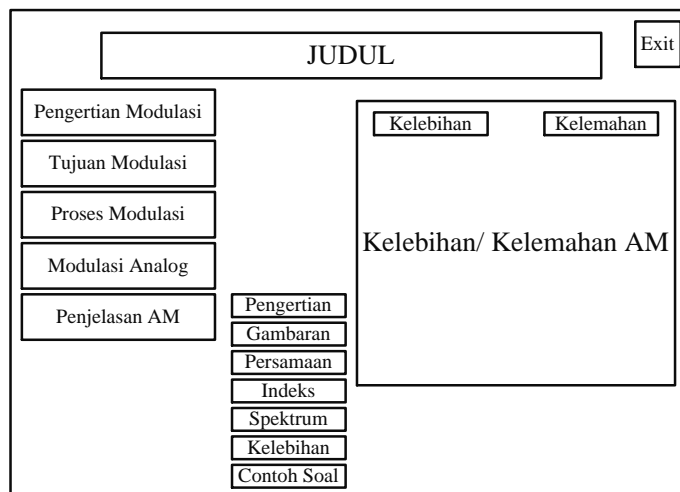 JUDUL
Exit
Pengertian Modulasi
Tujuan Modulasi
Proses Modulasi
Modulasi Analog
Penjelasan AM
Pengertian
Gambaran
Persamaan
Indeks
Spektrum
Kelebihan
Contoh Soal
Kelebihan
Kelemahan
Kelebihan/ Kelemahan AM